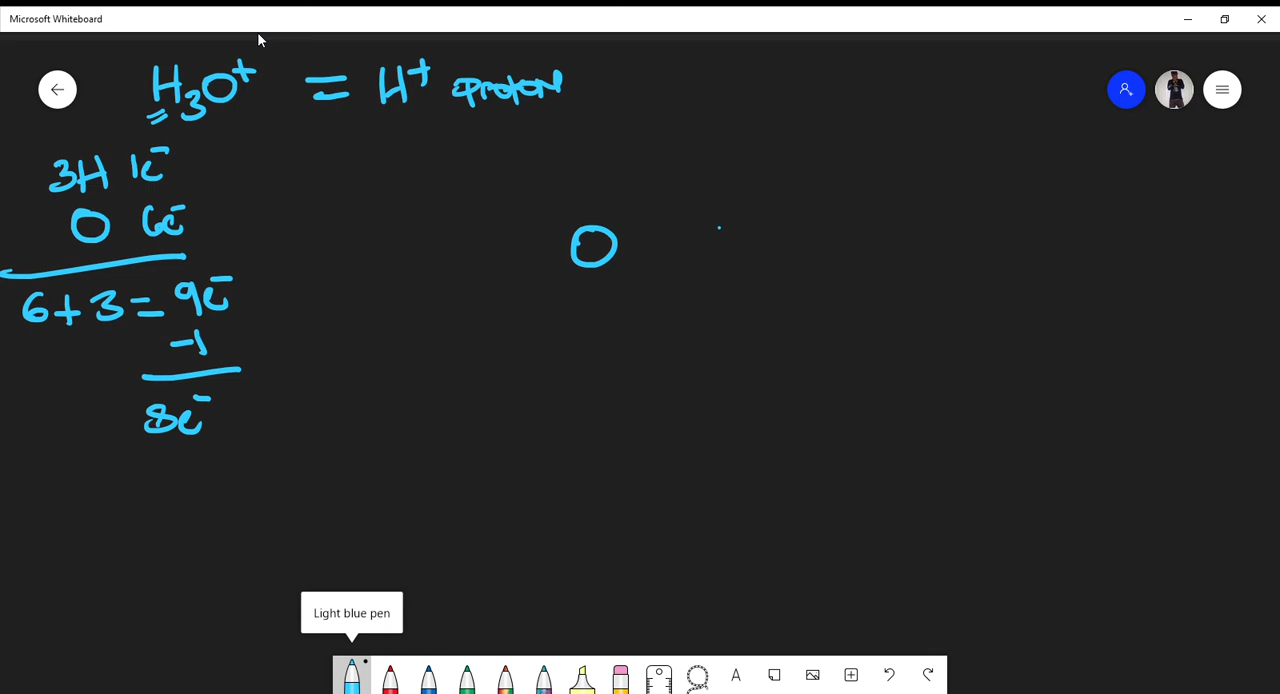 Microsoft Whiteboard
H₃O⁺ = H⁺ proton
3H 1e⁻
O 6e⁻
6+3=9e⁻
-1
8e⁻
O
Light blue pen
A